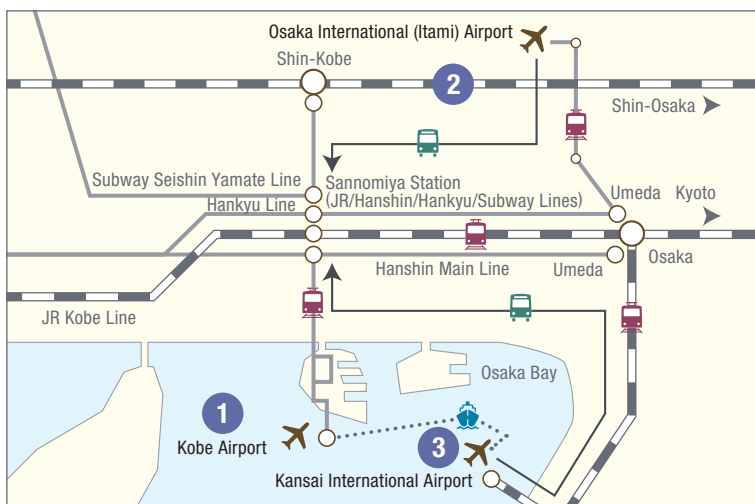 Osaka International (Itami) Airport
Shin-Kobe
2
Shin-Osaka
Subway Seishin Yamate Line
Sannomiya Station
(JR/Hanshin/Hankyu/Subway Lines)
Hankyu Line
Umeda
Kyoto
Osaka
Hanshin Main Line
Umeda
JR Kobe Line
Osaka Bay
1
Kobe Airport
3
Kansai International Airport